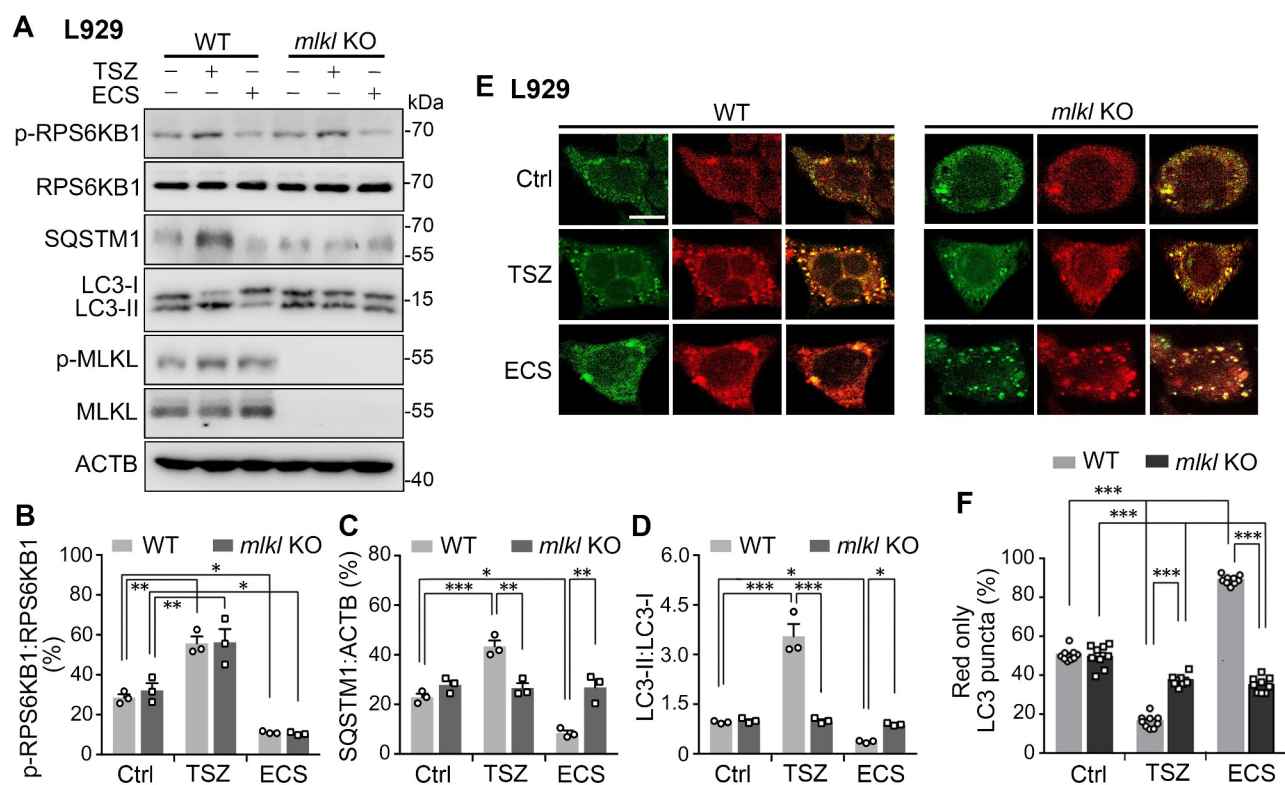 A L929
WT mlkl KO
TSZ – + – – + –
ECS – – + – – + kDa
p-RPS6KB1 -70
RPS6KB1 -70
SQSTM1 -70
-55
LC3-I
LC3-II -15
p-MLKL -55
MLKL -55
ACTB -40
E L929
WT mlkl KO
Ctrl
TSZ
ECS
B
WT mlkl KO
p-RPS6KB1:RPS6KB1
(%)
100
80
60
40
20
0
* ** * **
Ctrl TSZ ECS
C
WT mlkl KO
SQSTM1:ACTB (%)
80
60
40
20
0
* *** ** **
Ctrl TSZ ECS
D
WT mlkl KO
LC3-II:LC3-I
6.0
4.5
3.0
1.5
0
* *** *** *
Ctrl TSZ ECS
F
WT mlkl KO
Red only
LC3 puncta (%)
100
80
60
40
20
0
*** *** *** ***
Ctrl TSZ ECS